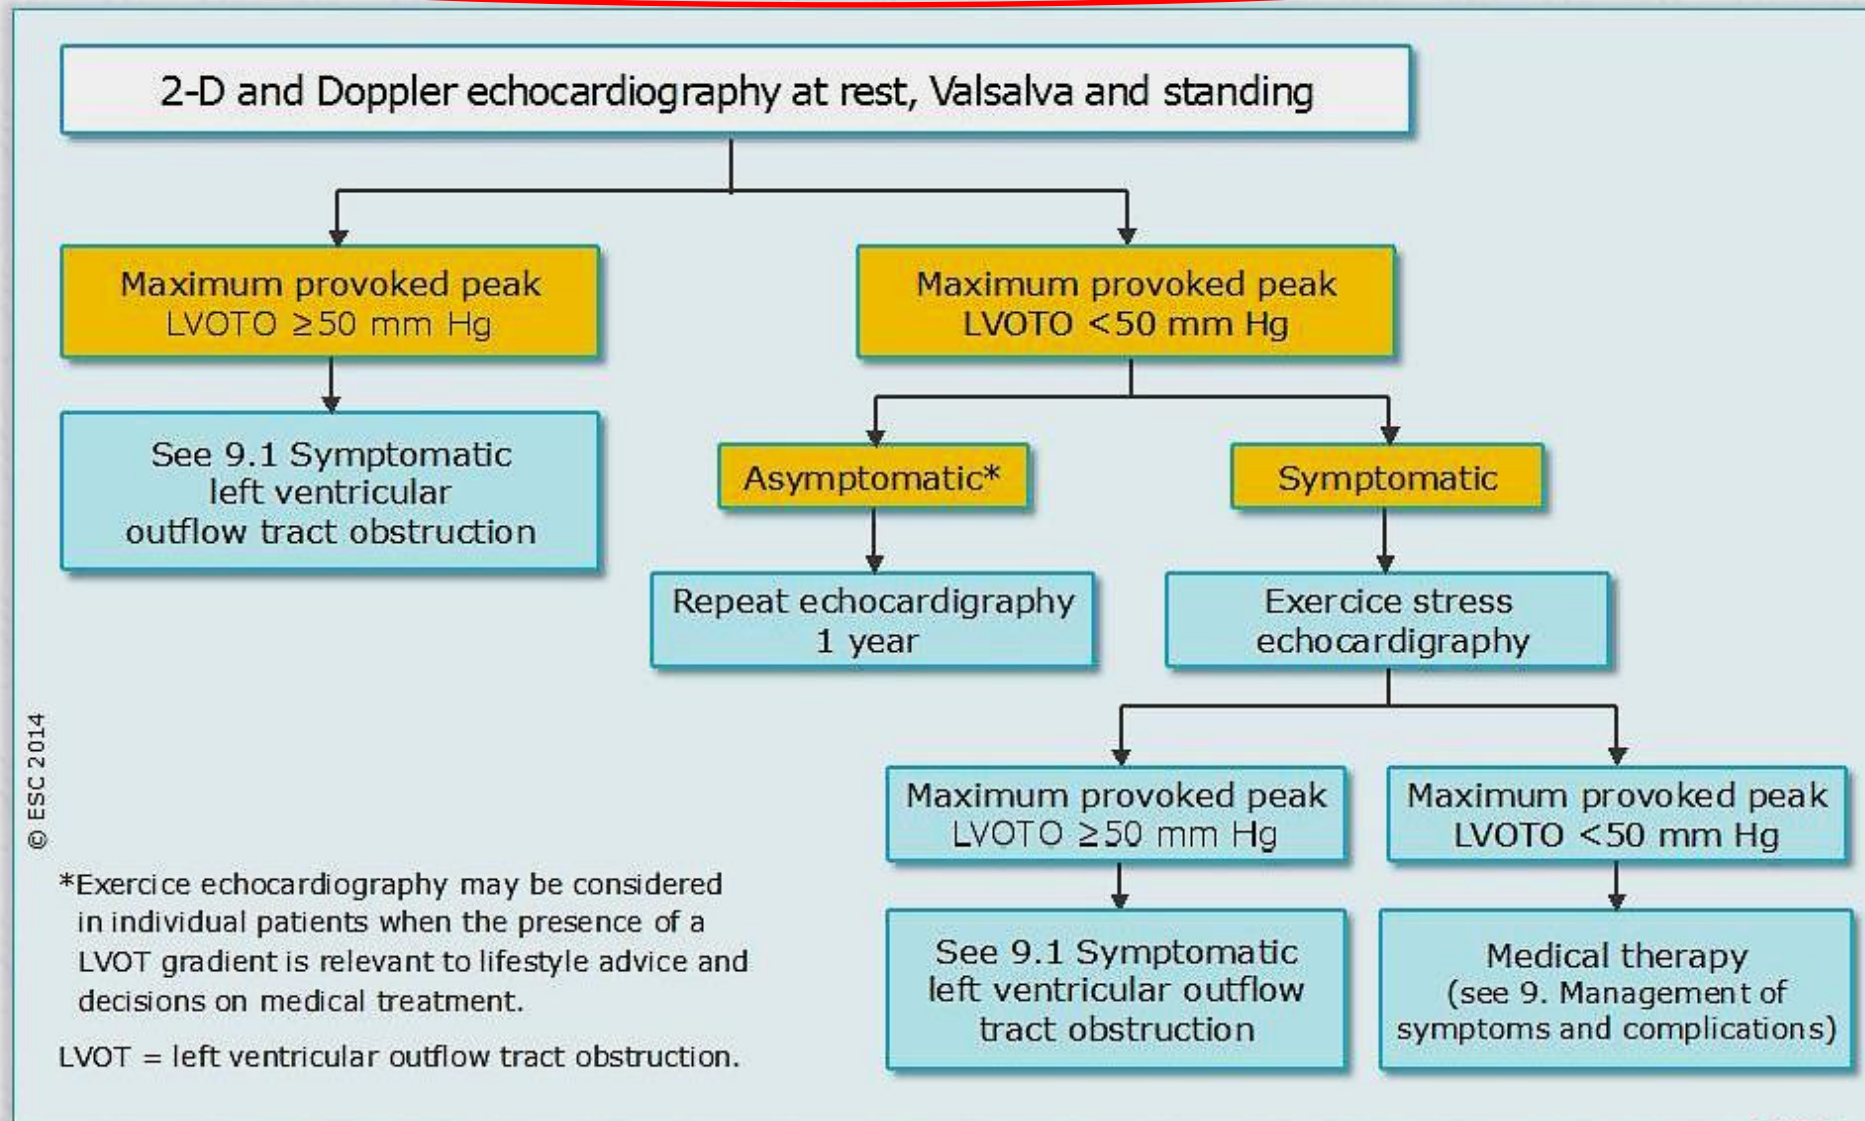 2-D and Doppler echocardiography at rest, Valsalva and standing
Maximum provoked peak
LVOTO ≥50 mm Hg
Maximum provoked peak
LVOTO <50 mm Hg
See 9.1 Symptomatic
left ventricular
outflow tract obstruction
Asymptomatic*
Symptomatic
Repeat echocardigraphy
1 year
Exercice stress
echocardigraphy
Maximum provoked peak
LVOTO ≥50 mm Hg
Maximum provoked peak
LVOTO <50 mm Hg
See 9.1 Symptomatic
left ventricular outflow
tract obstruction
Medical therapy
(see 9. Management of
symptoms and complications)
© ESC 2014
*Exercice echocardiography may be considered
in individual patients when the presence of a
LVOT gradient is relevant to lifestyle advice and
decisions on medical treatment.
LVOT = left ventricular outflow tract obstruction.